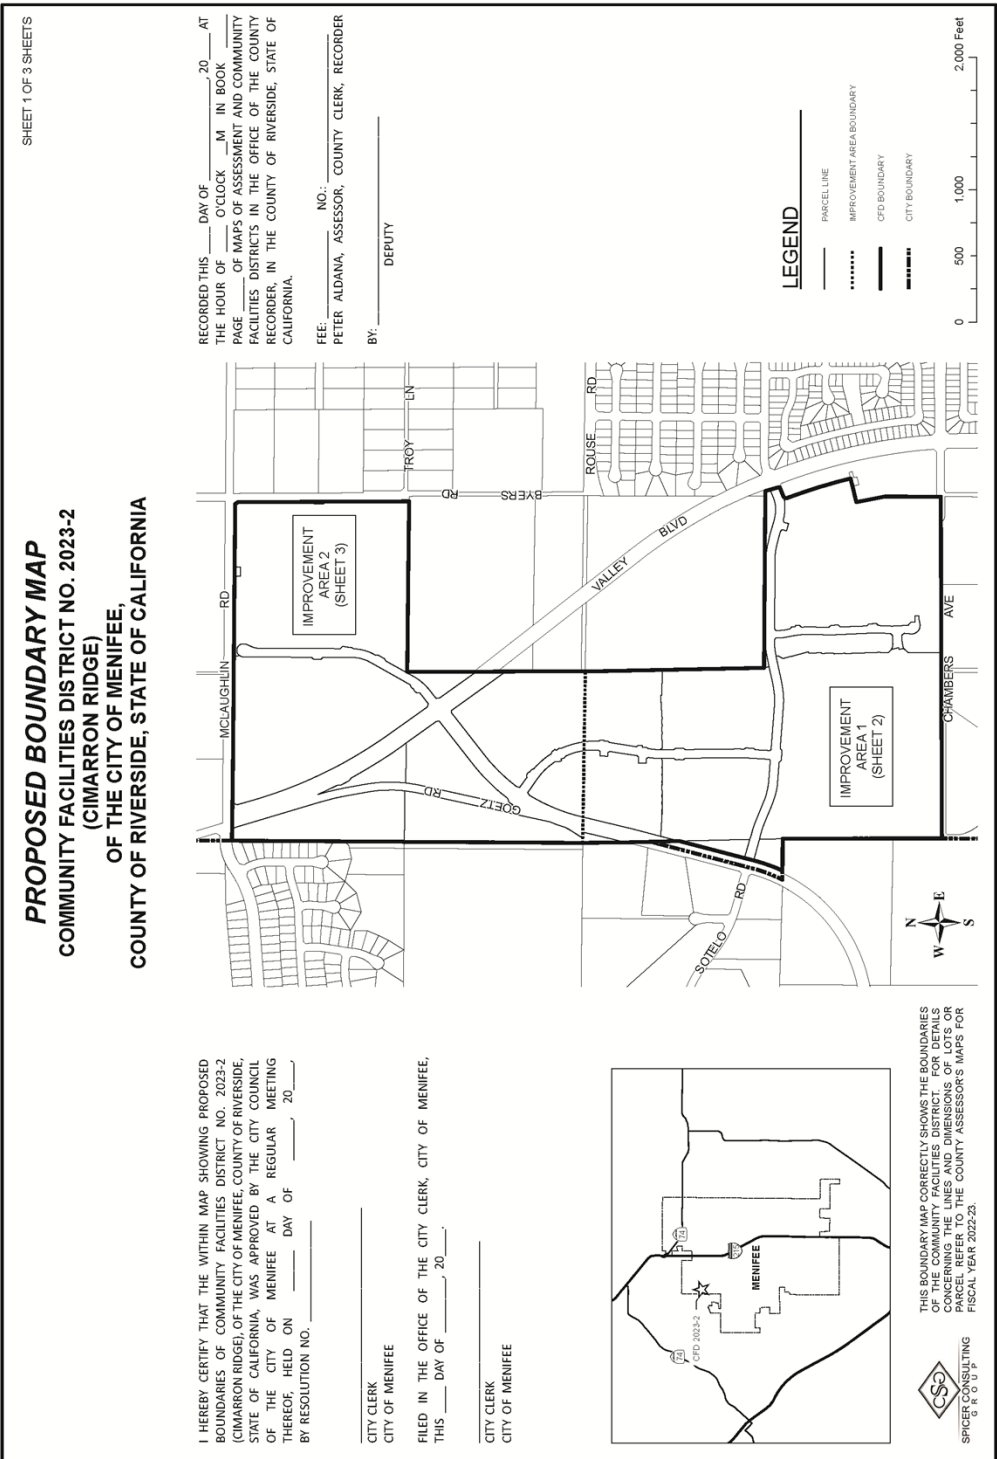 SHEET 1 OF 3 SHEETS
PROPOSED BOUNDARY MAP
COMMUNITY FACILITIES DISTRICT NO. 2023-2
(CIMARRON RIDGE)
OF THE CITY OF MENIFEE,
COUNTY OF RIVERSIDE, STATE OF CALIFORNIA
I HEREBY CERTIFY THAT THE WITHIN MAP SHOWING PROPOSED
BOUNDARIES OF COMMUNITY FACILITIES DISTRICT NO. 2023-2
(CIMARRON RIDGE), OF THE CITY OF MENIFEE, COUNTY OF RIVERSIDE,
STATE OF CALIFORNIA, WAS APPROVED BY THE CITY COUNCIL
OF THE CITY OF MENIFEE AT A REGULAR MEETING
THEREOF, HELD ON ______ DAY OF ______, 20___,
BY RESOLUTION NO. ______
CITY CLERK
CITY OF MENIFEE
FILED IN THE OFFICE OF THE CITY CLERK, CITY OF MENIFEE,
THIS ____ DAY OF ______, 20___.
CITY CLERK
CITY OF MENIFEE
RECORDED THIS ____ DAY OF ______, 20___ AT
THE HOUR OF ____ O'CLOCK __M IN BOOK ____
PAGE ____ OF MAPS OF ASSESSMENT AND COMMUNITY
FACILITIES DISTRICTS IN THE OFFICE OF THE COUNTY
RECORDER, IN THE COUNTY OF RIVERSIDE, STATE OF
CALIFORNIA.
FEE: ______ NO.: ______
PETER ALDANA, ASSESSOR, COUNTY CLERK, RECORDER
BY: ______
DEPUTY
MCLAUGHLIN RD
TROY LN
BYERS RD
ROUSE RD
VALLEY BLVD
GOETZ RD
SOTELO RD
CHAMBERS AVE
IMPROVEMENT
AREA 2
(SHEET 3)
IMPROVEMENT
AREA 1
(SHEET 2)
N
W E
S
LEGEND
PARCEL LINE
IMPROVEMENT AREA BOUNDARY
CFD BOUNDARY
CITY BOUNDARY
0 500 1,000 2,000 Feet
74
CFD 2023-2
74
215
MENIFEE
CSG
SPICER CONSULTING
GROUP
THIS BOUNDARY MAP CORRECTLY SHOWS THE BOUNDARIES
OF THE COMMUNITY FACILITIES DISTRICT. FOR DETAILS
CONCERNING THE LINES AND DIMENSIONS OF LOTS OR
PARCEL REFER TO THE COUNTY ASSESSOR'S MAPS FOR
FISCAL YEAR 2022-23.